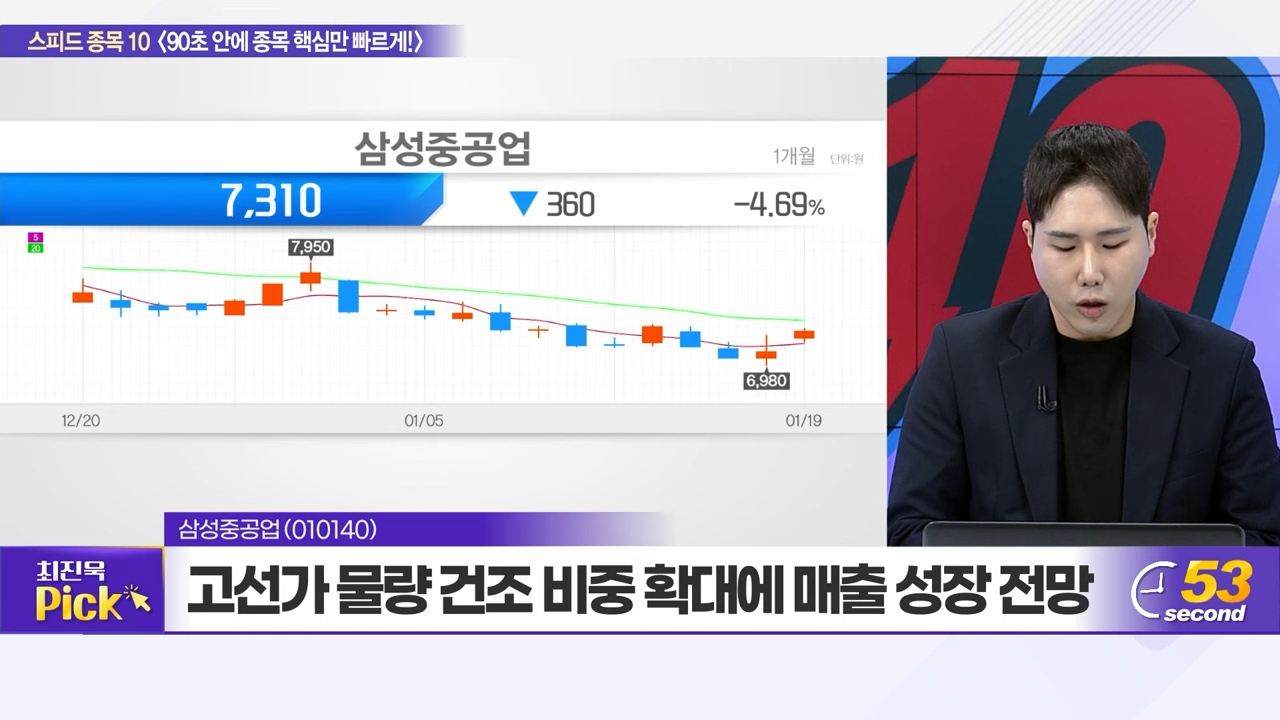 스피드 종목 10 〈90초 안에 종목 핵심만 빠르게!〉
삼성중공업
1개월 단위:원
7,310 ▼ 360 -4.69%
5
20
7,950
6,980
12/20 01/05 01/19
10
삼성중공업(010140)
최진욱
Pick
고선가 물량 건조 비중 확대에 매출 성장 전망
53
second